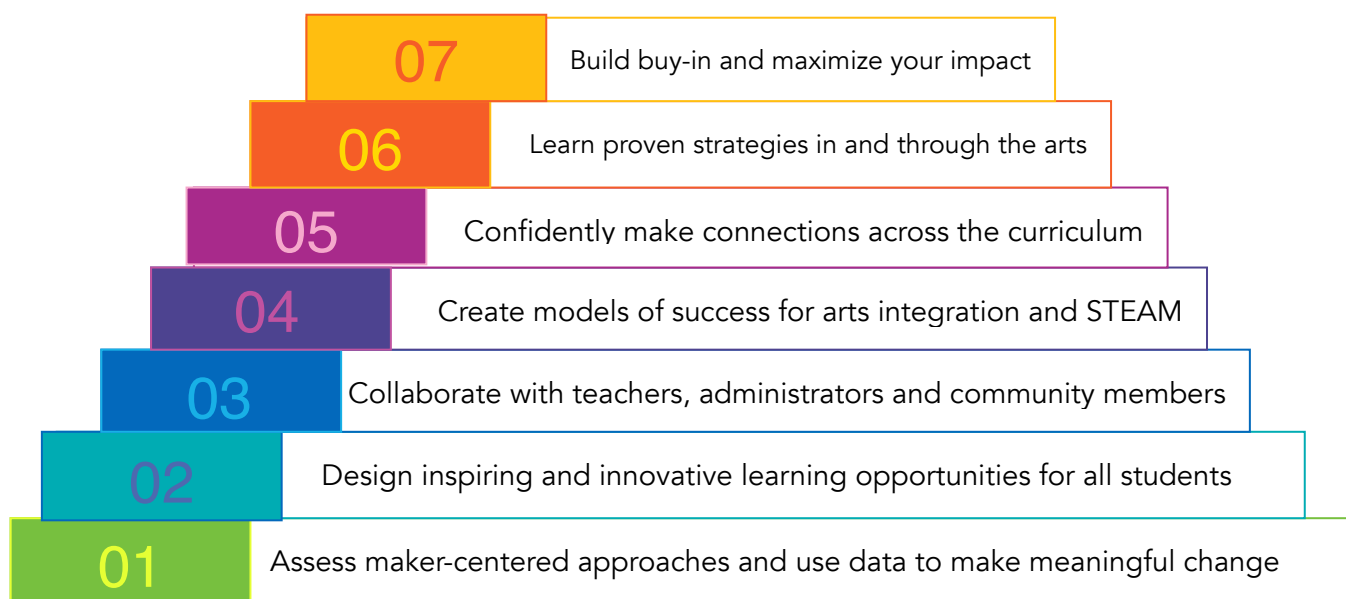 07 Build buy-in and maximize your impact
06 Learn proven strategies in and through the arts
05 Confidently make connections across the curriculum
04 Create models of success for arts integration and STEAM
03 Collaborate with teachers, administrators and community members
02 Design inspiring and innovative learning opportunities for all students
01 Assess maker-centered approaches and use data to make meaningful change